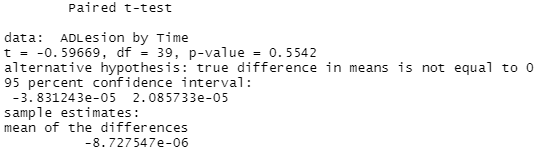 Paired t-test
data:  ADLesion by Time
t = -0.59669, df = 39, p-value = 0.5542
alternative hypothesis: true difference in means is not equal to 0
95 percent confidence interval:
-3.831243e-05  2.085733e-05
sample estimates:
mean of the differences
-8.727547e-06